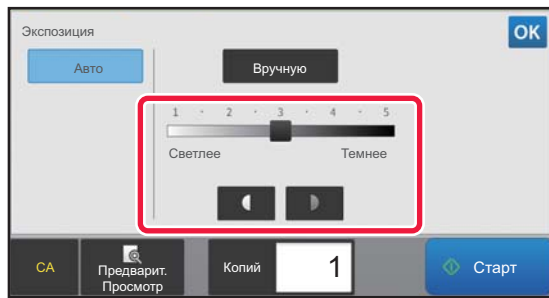 Экспозиция
OK
Авто
Вручную
1 · 2 · 3 · 4 · 5
Светлее Темнее
CA
Предварит.
Просмотр
Копий
1
Старт